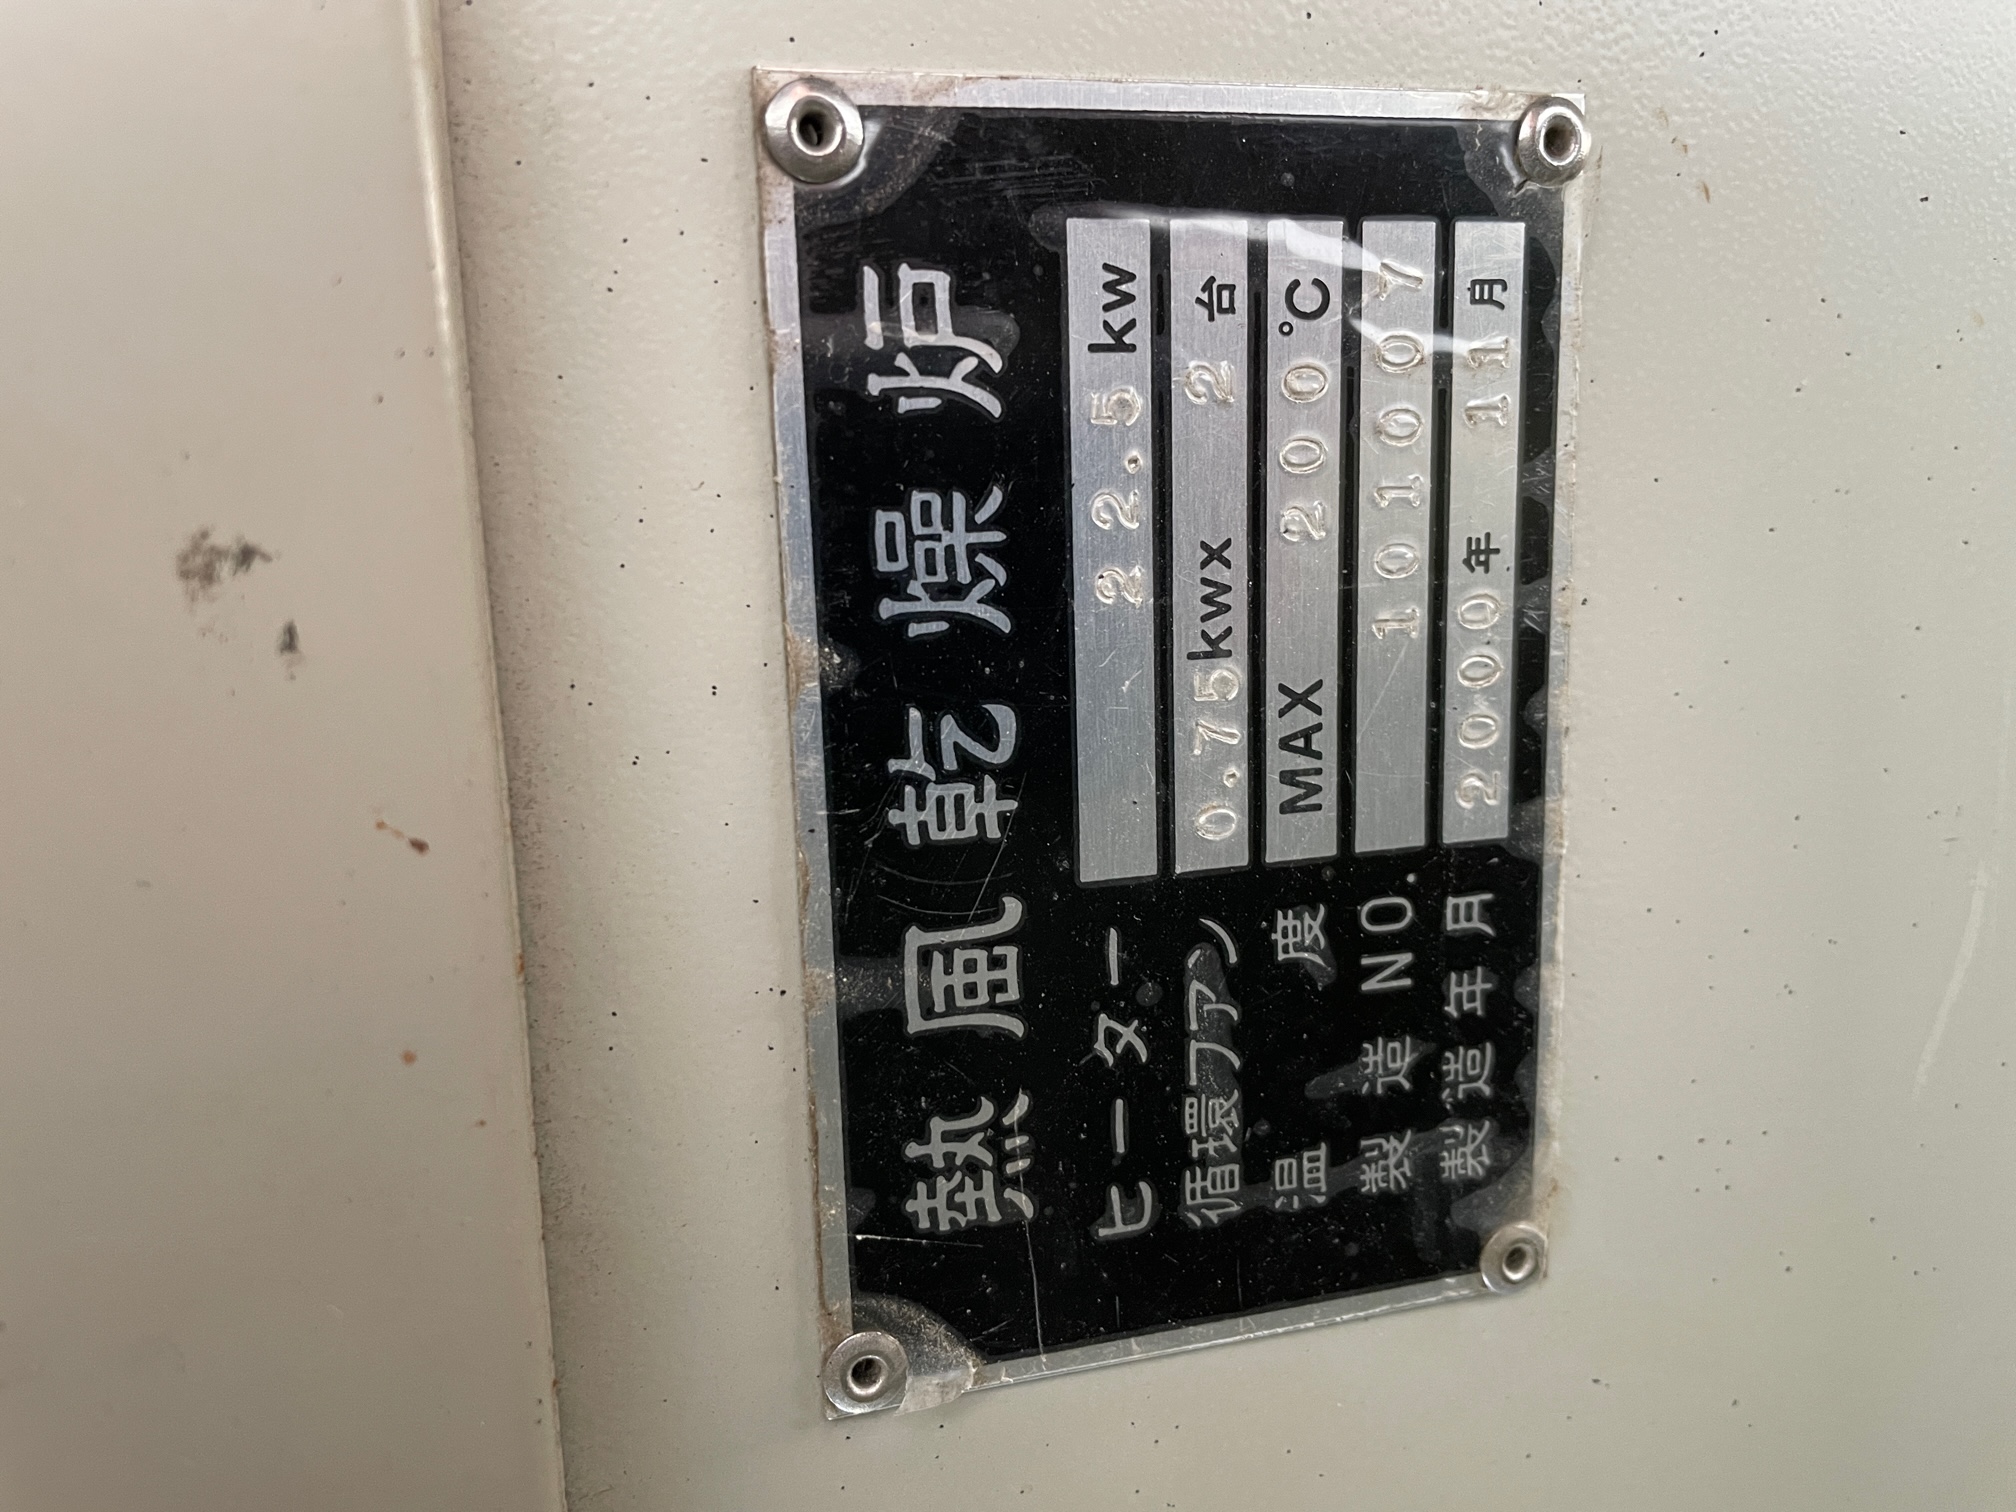 熱風乾燥炉
ヒーター 22.5 kw
循環ファン 0.75kwx 2 台
温度 MAX 200 °C
製造NO. 1010007
製造年月 2000年 11月